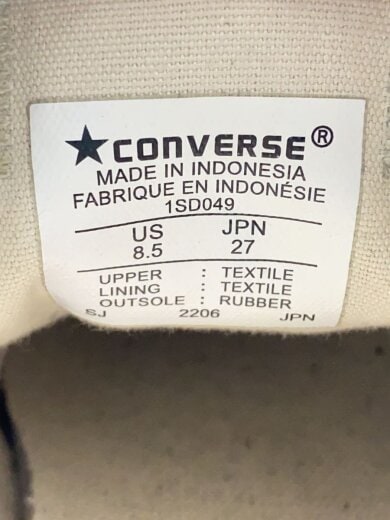 ★CONVERSE®
MADE IN INDONESIA
FABRIQUE EN INDONÉSIE
1SD049
US JPN
8.5 27
UPPER : TEXTILE
LINING : TEXTILE
OUTSOLE : RUBBER
SJ 2206 JPN